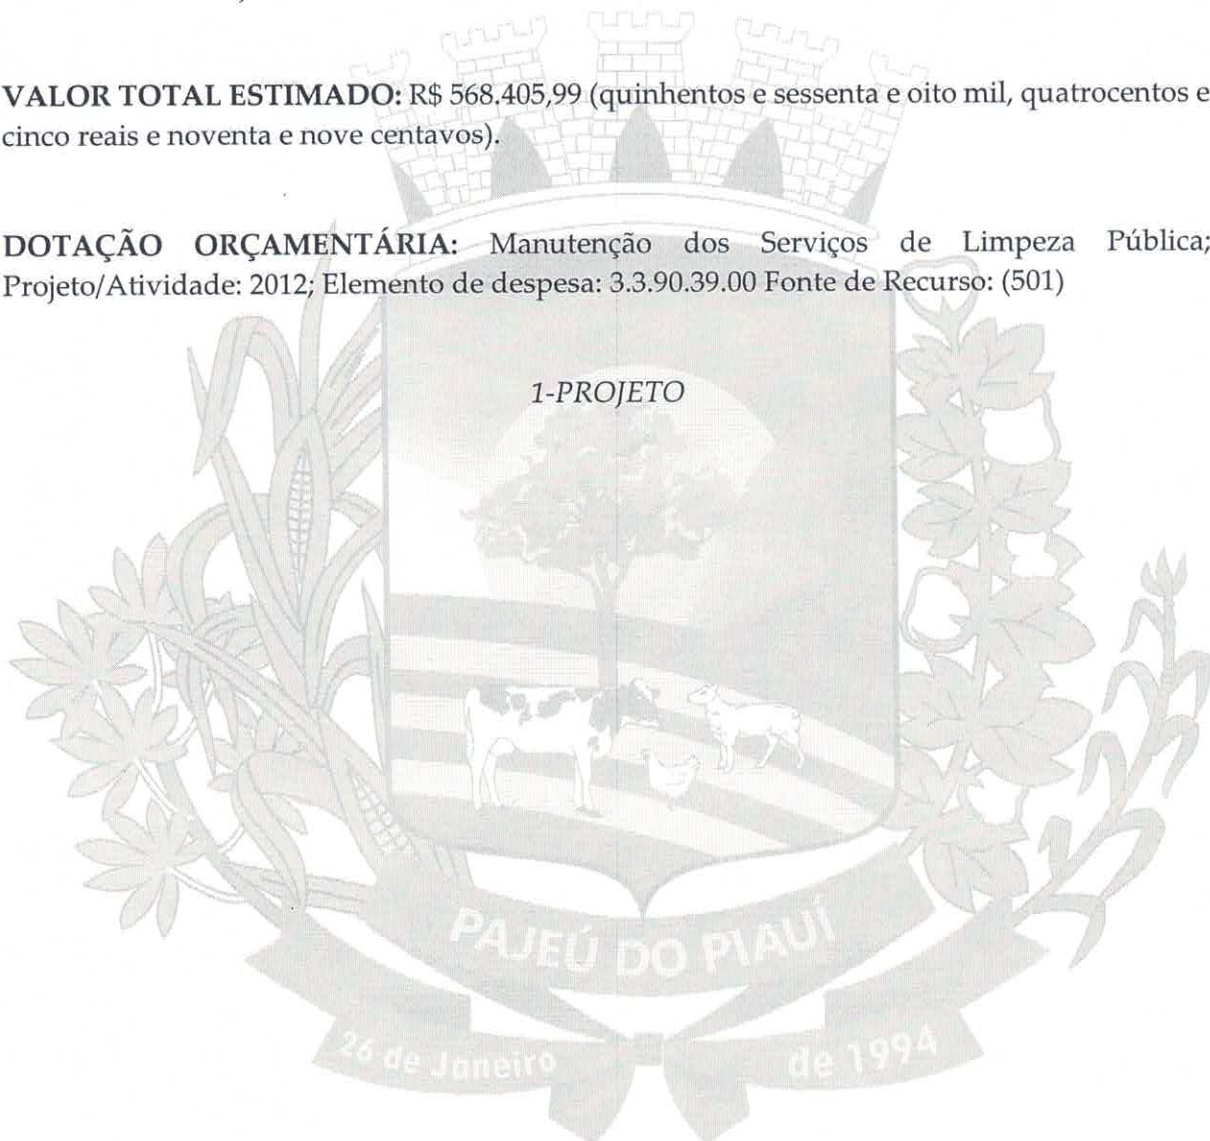 VALOR TOTAL ESTIMADO: R$ 568.405,99 (quinhentos e sessenta e oito mil, quatrocentos e
cinco reais e noventa e nove centavos).
DOTAÇÃO ORÇAMENTÁRIA: Manutenção dos Serviços de Limpeza Pública;
Projeto/Atividade: 2012; Elemento de despesa: 3.3.90.39.00 Fonte de Recurso: (501)
1-PROJETO
PAJEÚ DO PIAUÍ
26 de Janeiro de 1994